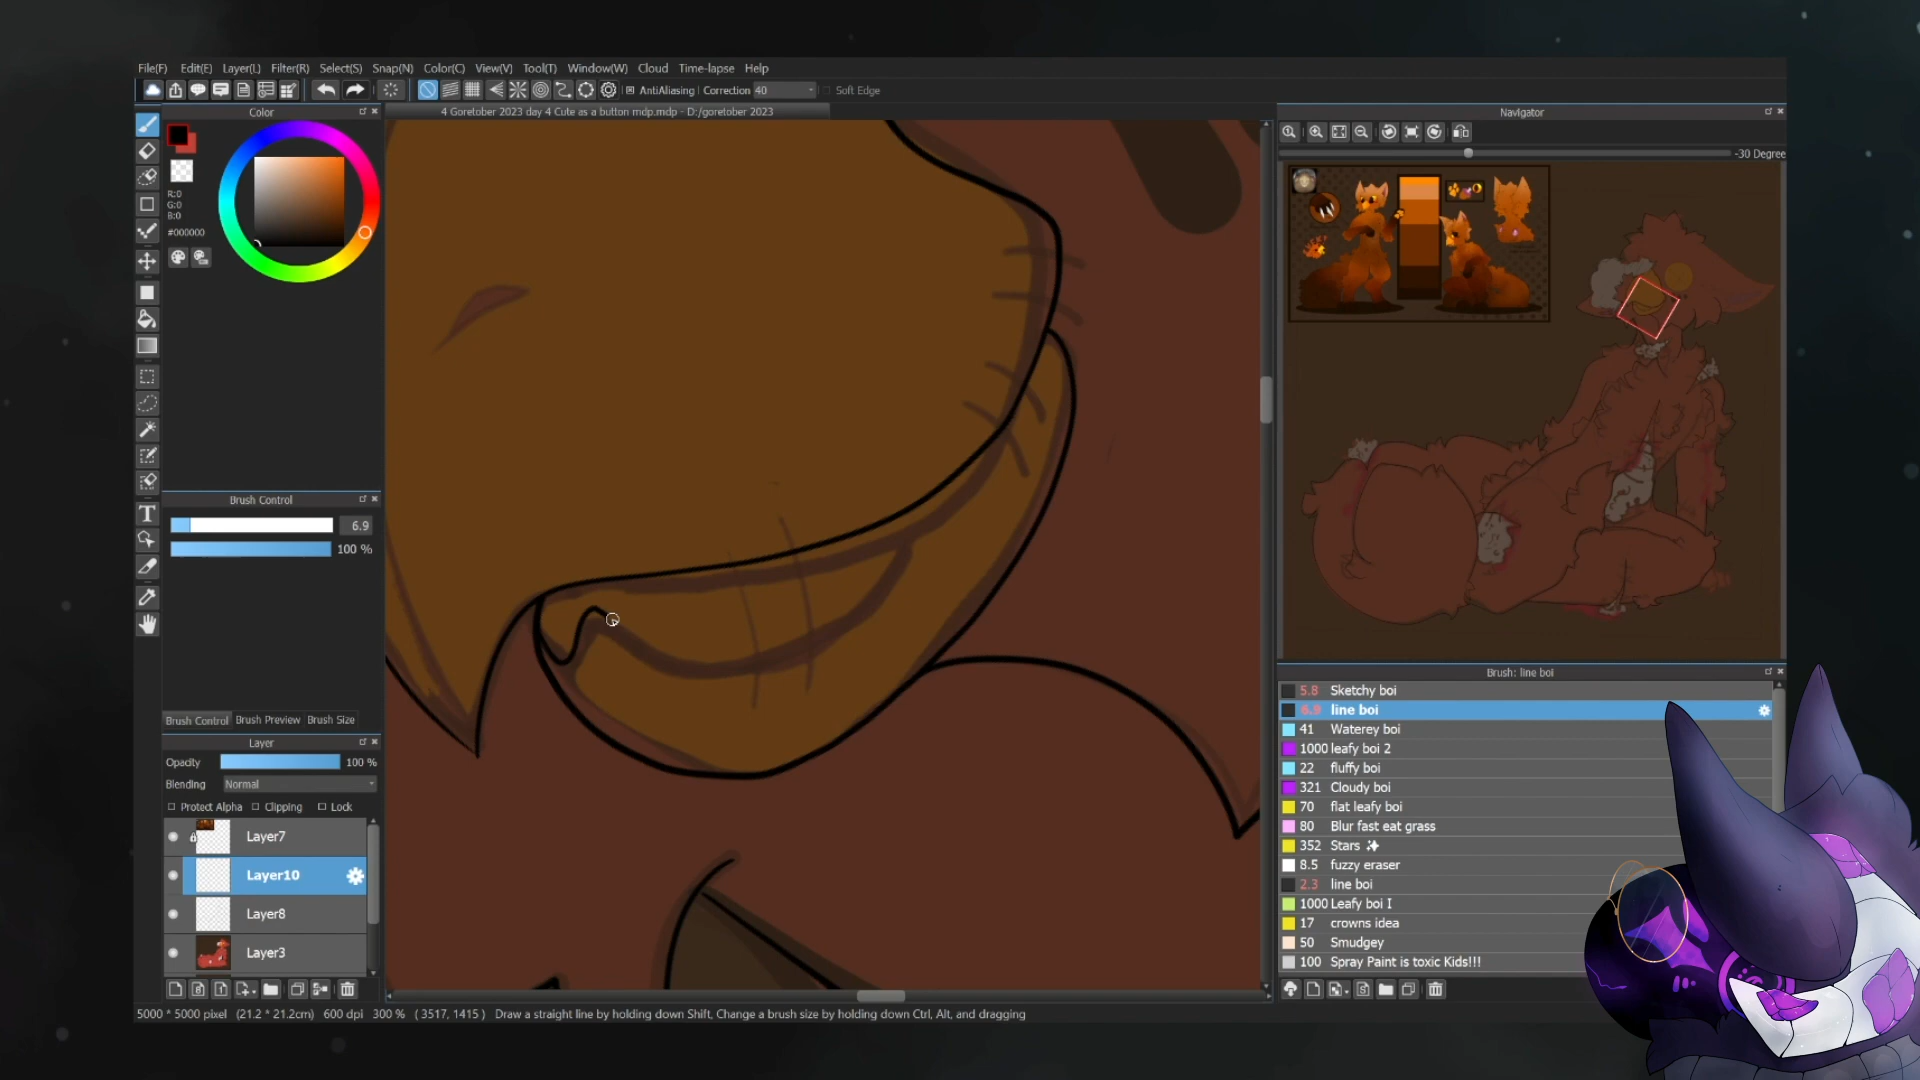 File(F) Edit(E) Layer(L) Filter(R) Select(S) Snap(N) Color(C) View(V) Tool(T) Window(W) Cloud Time-lapse Help
AntiAliasing Correction 40 Soft Edge
Color
4 Goretober 2023 day 4 Cute as a button mdp.mdp - D:/goretober 2023
Navigator
-30 Degree
R:0
G:0
B:0
#000000
Brush Control
6.9
100 %
Brush Control Brush Preview Brush Size
Layer
Opacity 100 %
Blending Normal
Protect Alpha Clipping Lock
Layer7
Layer10
Layer8
Layer3
Brush: line boi
5.8 Sketchy boi
6.9 line boi
41 Waterey boi
1000 leafy boi 2
22 fluffy boi
321 Cloudy boi
70 flat leafy boi
80 Blur fast eat grass
352 Stars ✨
8.5 fuzzy eraser
2.3 line boi
1000 Leafy boi I
17 crowns idea
50 Smudgey
100 Spray Paint is toxic Kids!!!
5000 * 5000 pixel (21.2 * 21.2cm) 600 dpi 300 % ( 3517, 1415 ) Draw a straight line by holding down Shift, Change a brush size by holding down Ctrl, Alt, and dragging